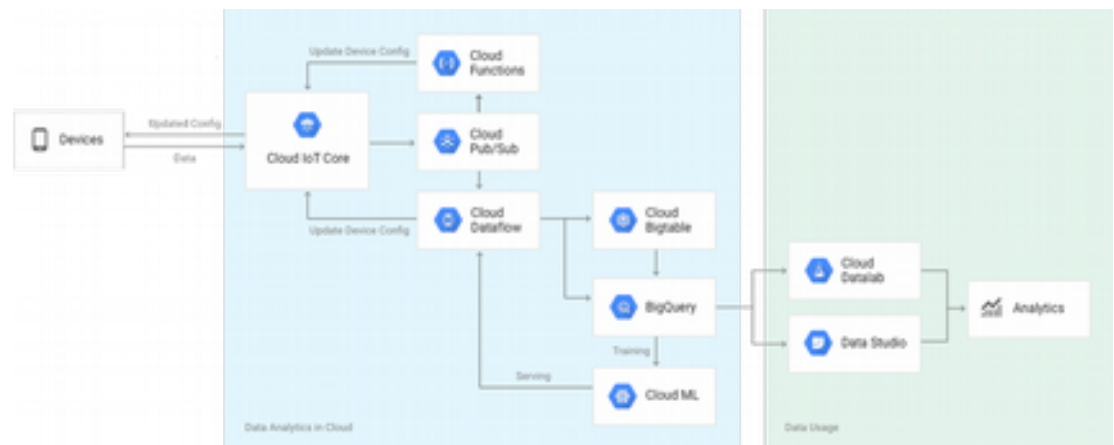 Update Device Config
Cloud
Functions
Updated Config
Devices
Data
Cloud IoT Core
Cloud
Pub/Sub
Update Device Config
Cloud
Dataflow
Cloud
Bigtable
BigQuery
Training
Serving
Cloud ML
Data Analytics in Cloud
Cloud
Datalab
Data Studio
Analytics
Data Usage